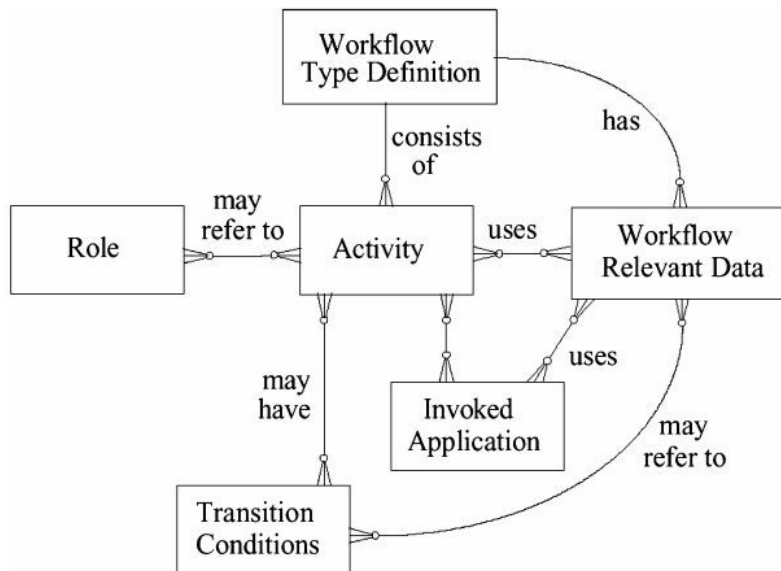 Workflow
Type Definition
consists
of
has
may
refer to
Role
Activity
uses
Workflow
Relevant Data
may
have
uses
Invoked
Application
may
refer to
Transition
Conditions